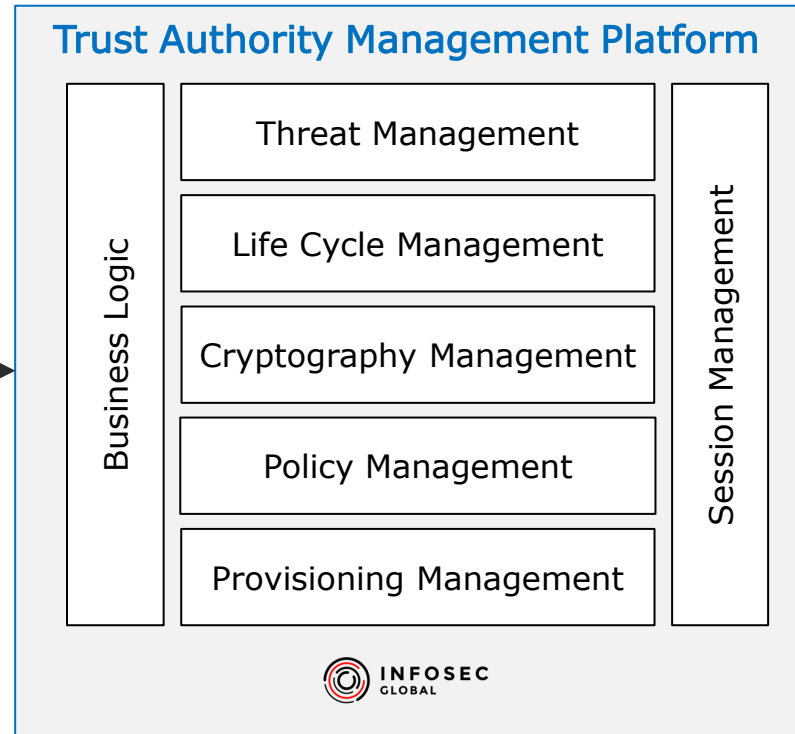 Trust Authority Management Platform
Business Logic
Threat Management
Life Cycle Management
Cryptography Management
Policy Management
Provisioning Management
Session Management
INFOSEC
GLOBAL